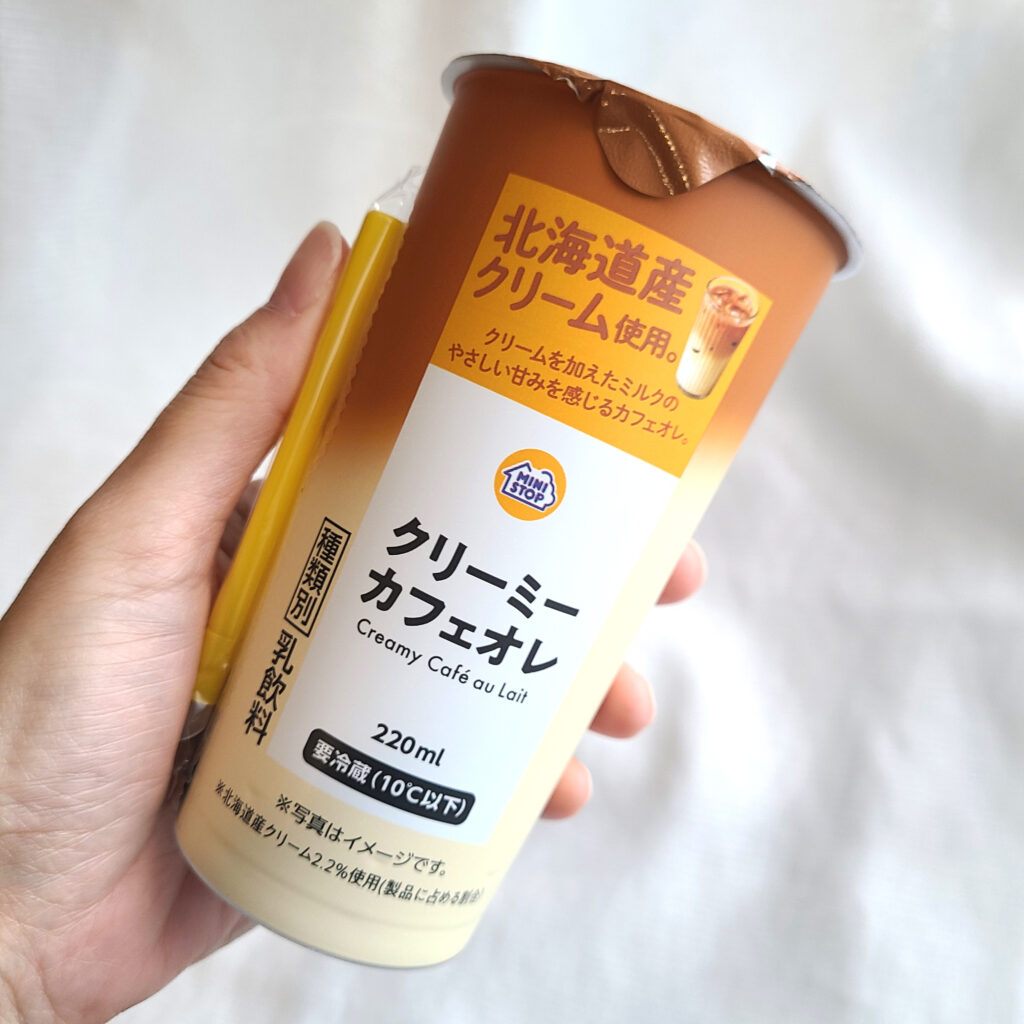 北海道産
クリーム使用。
クリームを加えたミルクの
やさしい甘みを感じるカフェオレ。
MINI
STOP
クリーミー
カフェオレ
Creamy Café au Lait
220ml
要冷蔵(10℃以下)
種類別 乳飲料
※写真はイメージです。
※北海道産クリーム2.2%使用(製品に占める割合)